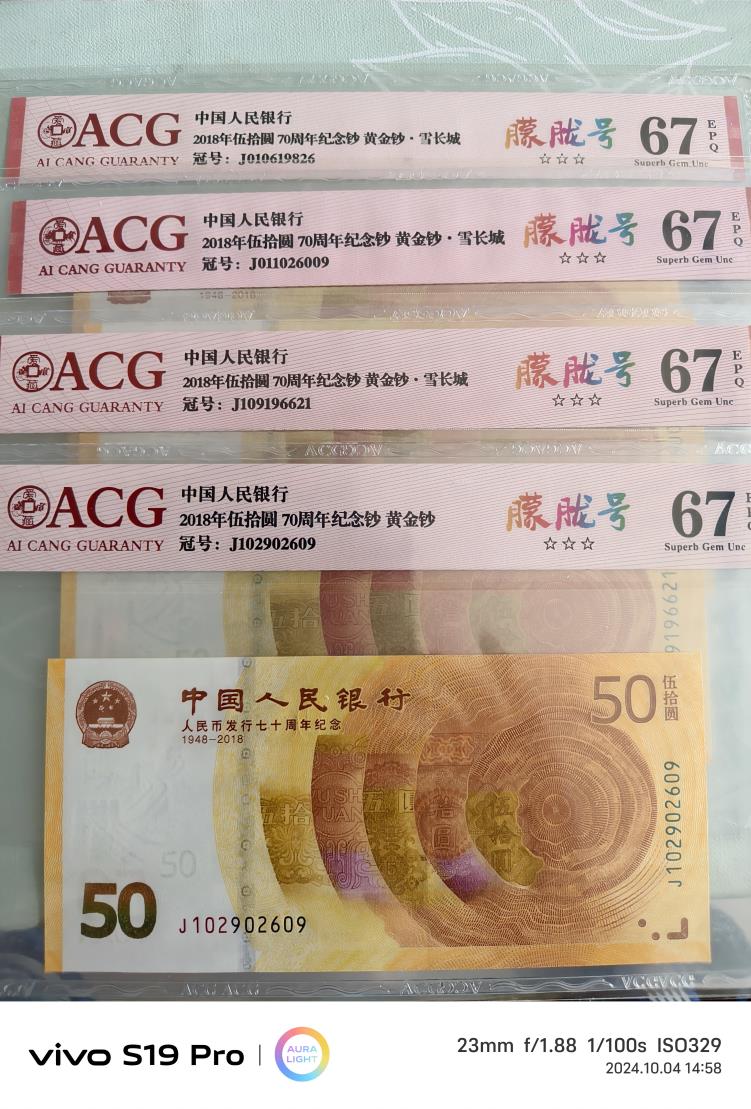 ACG
AI CANG GUARANTY
中国人民银行
2018年伍拾圆 70周年纪念钞 黄金钞·雪长城
冠号：J010619826
朦胧号
☆☆☆
67
EPQ
Superb Gem Unc
ACG
AI CANG GUARANTY
中国人民银行
2018年伍拾圆 70周年纪念钞 黄金钞·雪长城
冠号：J011026009
朦胧号
☆☆☆
67
EPQ
Superb Gem Unc
1948-2018
ACG
AI CANG GUARANTY
中国人民银行
2018年伍拾圆 70周年纪念钞 黄金钞·雪长城
冠号：J109196621
朦胧号
☆☆☆
67
EPQ
Superb Gem Unc
ACG
AI CANG GUARANTY
中国人民银行
2018年伍拾圆 70周年纪念钞 黄金钞
冠号：J102902609
朦胧号
☆☆☆
67
Superb Gem Unc
9196621
中国人民银行
人民币发行七十周年纪念
1948-2018
50
伍拾圆
伍拾圆
50
50
J102902609
J102902609
vivo S19 Pro
AURA LIGHT
23mm f/1.88 1/100s ISO329
2024.10.04 14:58